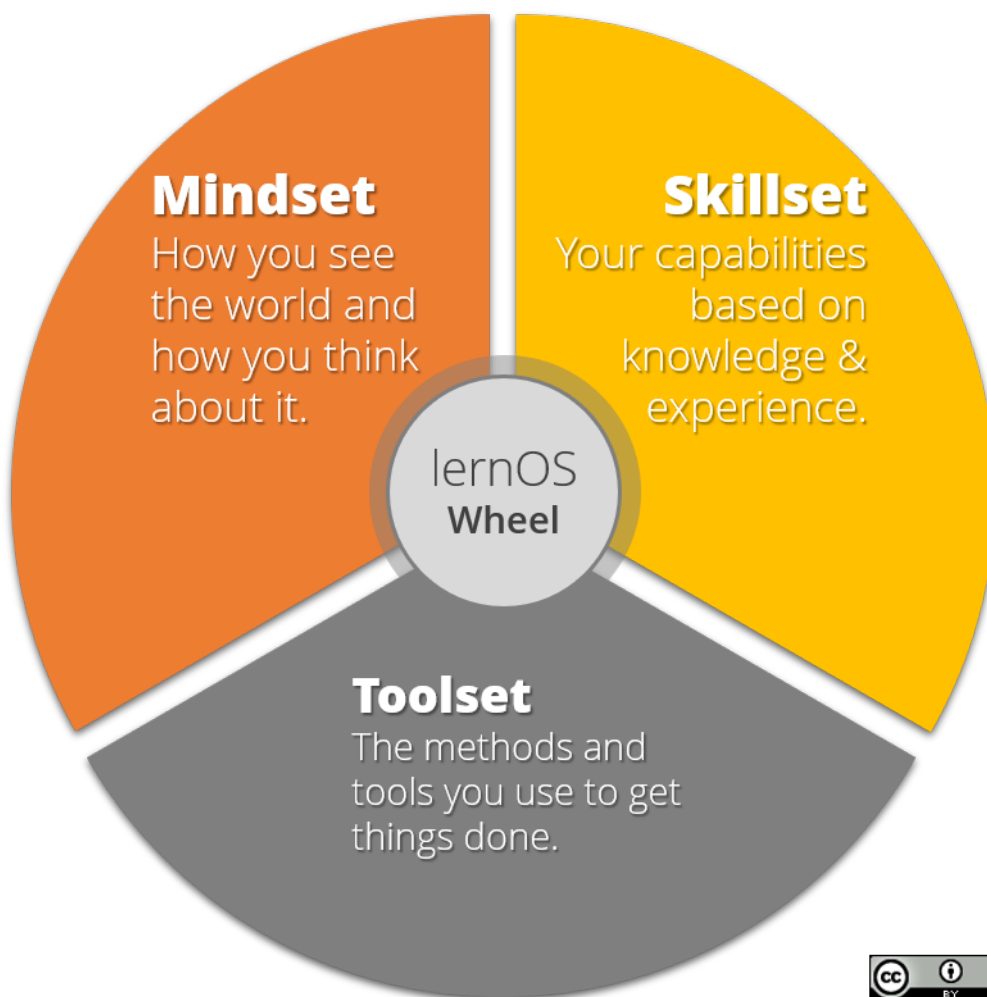 Mindset
How you see
the world and
how you think
about it.
Skillset
Your capabilities
based on
knowledge &
experience.
lernOS
Wheel
Toolset
The methods and
tools you use to get
things done.
cc
BY